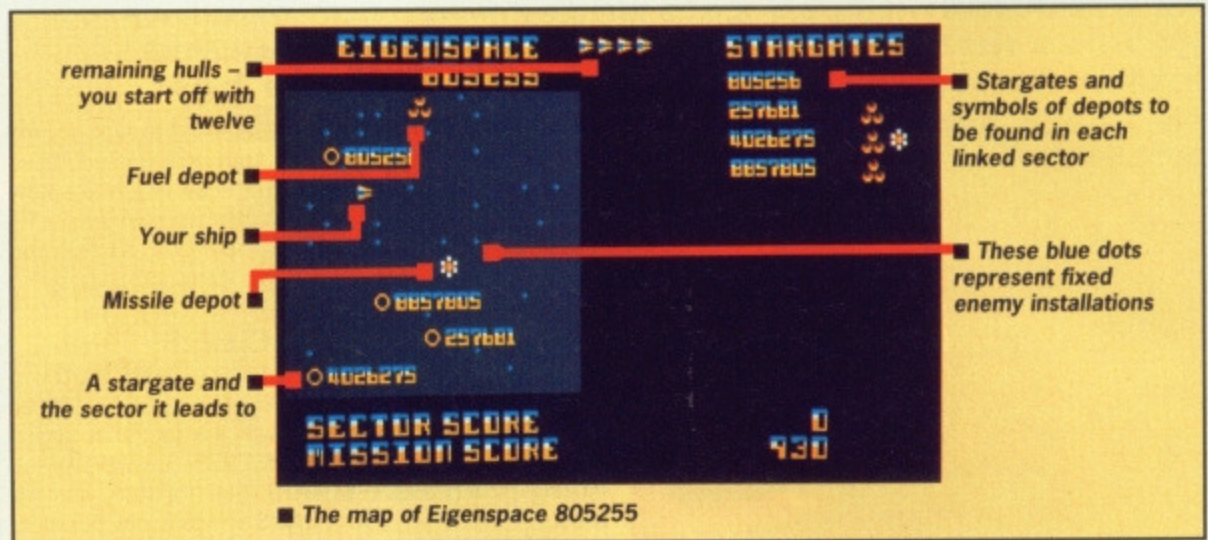 remaining hulls –
you start off with
twelve
Fuel depot
Your ship
Missile depot
A stargate and
the sector it leads to
EIGENSPACE
805255
805256
8857805
257681
4026275
SECTOR SCORE 0
MISSION SCORE 930
STARGATES
805256
257681
4026275
8857805
Stargates and
symbols of depots to
be found in each
linked sector
These blue dots
represent fixed
enemy installations
The map of Eigenspace 805255